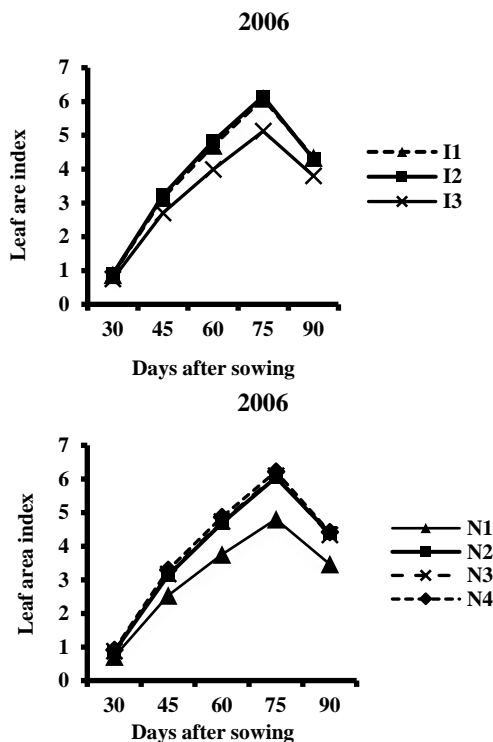 2006
7
6
5
4
3
2
1
0
Leaf are index
30 45 60 75 90
Days after sowing
I1
I2
I3
2006
7
6
5
4
3
2
1
0
Leaf area index
30 45 60 75 90
Days after sowing
N1
N2
N3
N4